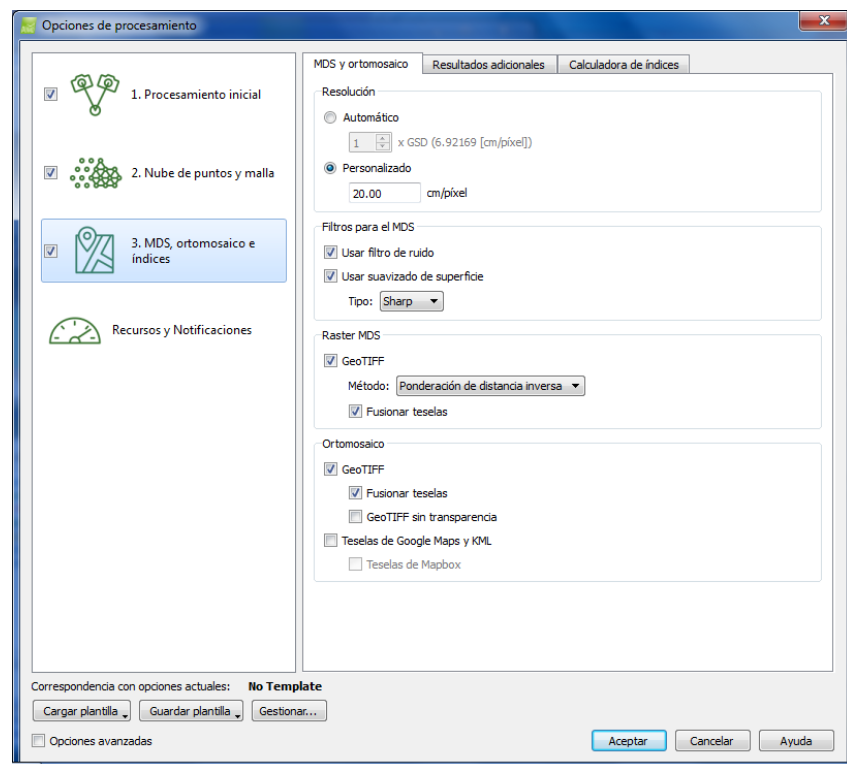 Opciones de procesamiento
1. Procesamiento inicial
2. Nube de puntos y malla
3. MDS, ortomosaico e
índices
Recursos y Notificaciones
MDS y ortomosaico Resultados adicionales Calculadora de índices
Resolución
Automático
1 x GSD (6.92169 [cm/píxel])
Personalizado
20.00 cm/píxel
Filtros para el MDS
Usar filtro de ruido
Usar suavizado de superficie
Tipo: Sharp
Raster MDS
GeoTIFF
Método: Ponderación de distancia inversa
Fusionar teselas
Ortomosaico
GeoTIFF
Fusionar teselas
GeoTIFF sin transparencia
Teselas de Google Maps y KML
Teselas de Mapbox
Correspondencia con opciones actuales: No Template
Cargar plantilla Guardar plantilla Gestionar...
Opciones avanzadas
Aceptar Cancelar Ayuda